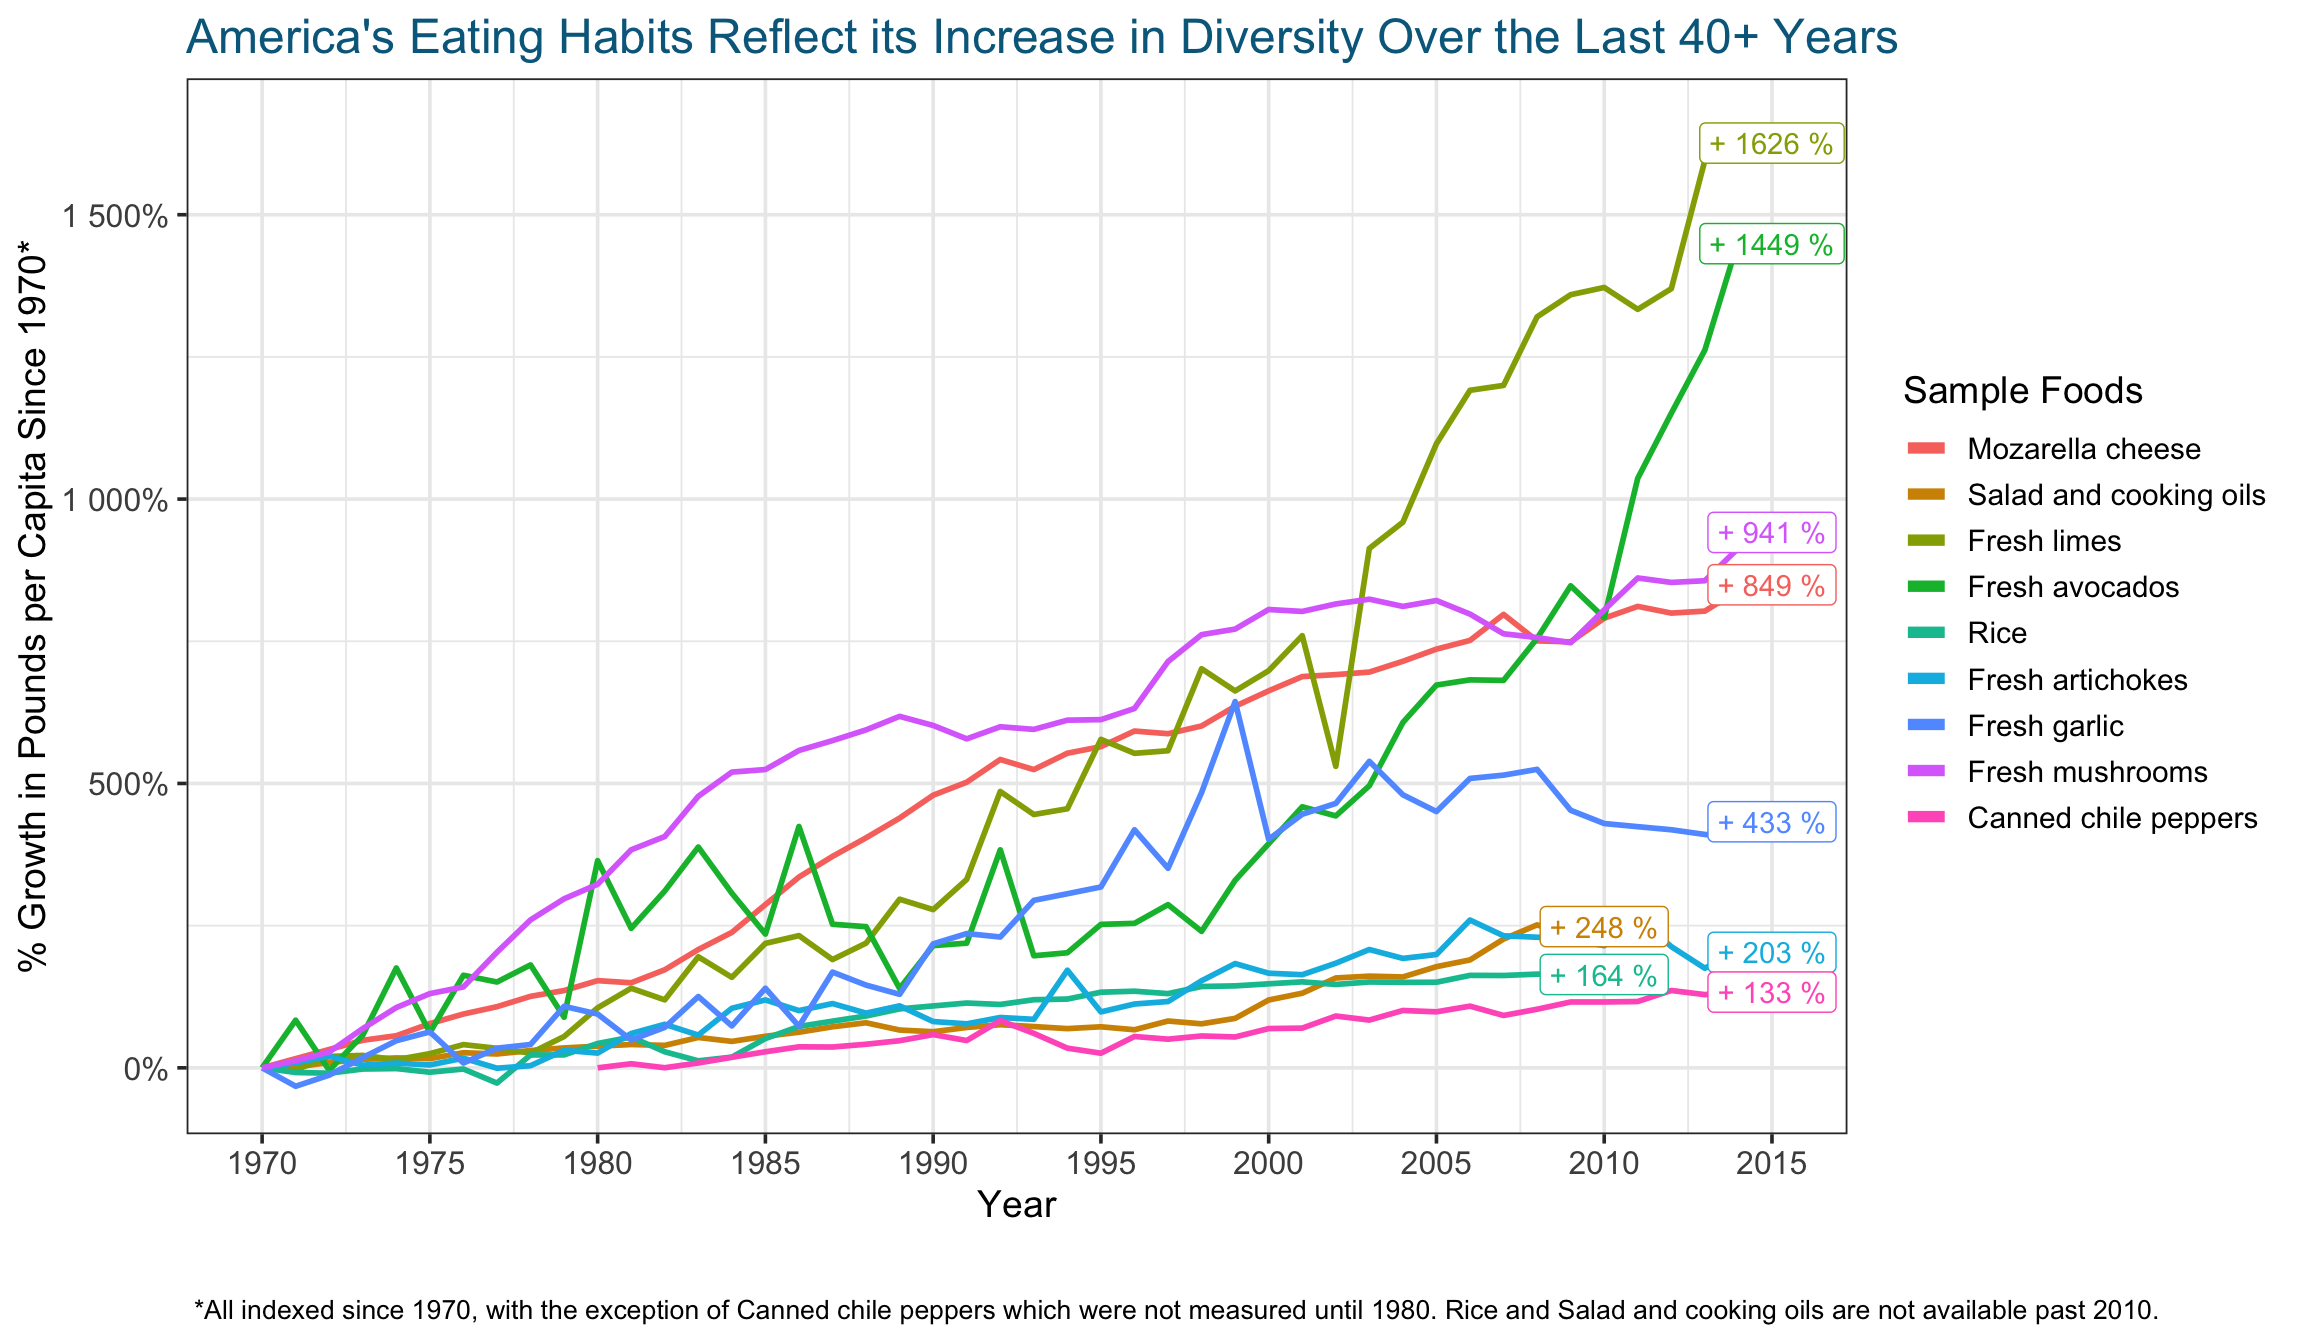 America's Eating Habits Reflect its Increase in Diversity Over the Last 40+ Years
% Growth in Pounds per Capita Since 1970*
1 500%
1 000%
500%
0%
+ 1626 %
+ 1449 %
+ 941 %
+ 849 %
+ 433 %
+ 248 %
+ 203 %
+ 164 %
+ 133 %
1970 1975 1980 1985 1990 1995 2000 2005 2010 2015
Year
Sample Foods
Mozarella cheese
Salad and cooking oils
Fresh limes
Fresh avocados
Rice
Fresh artichokes
Fresh garlic
Fresh mushrooms
Canned chile peppers
*All indexed since 1970, with the exception of Canned chile peppers which were not measured until 1980. Rice and Salad and cooking oils are not available past 2010.